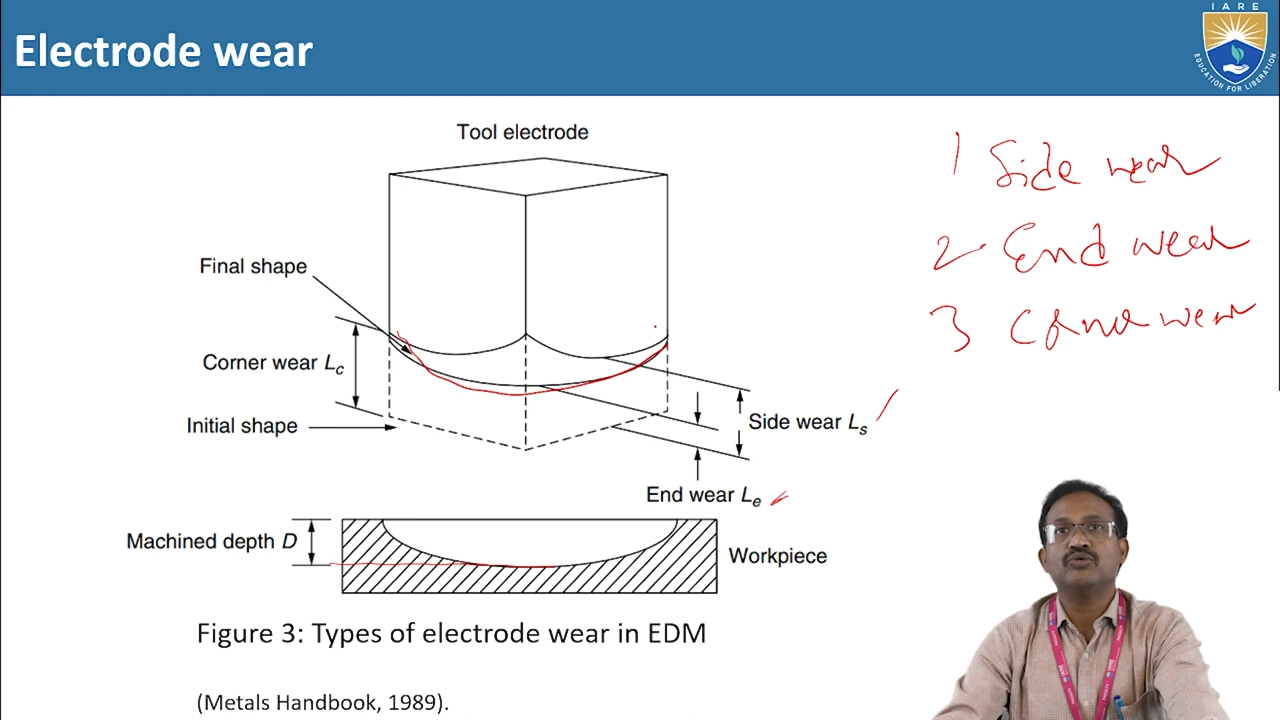 IARE
EDUCATION FOR LIBERATION
Electrode wear
Tool electrode
Final shape
Corner wear Lc
Initial shape
Side wear Ls
End wear Le
Machined depth D
Workpiece
Figure 3: Types of electrode wear in EDM
(Metals Handbook, 1989).
1 Side wear
2. End wear
3 Corner wear